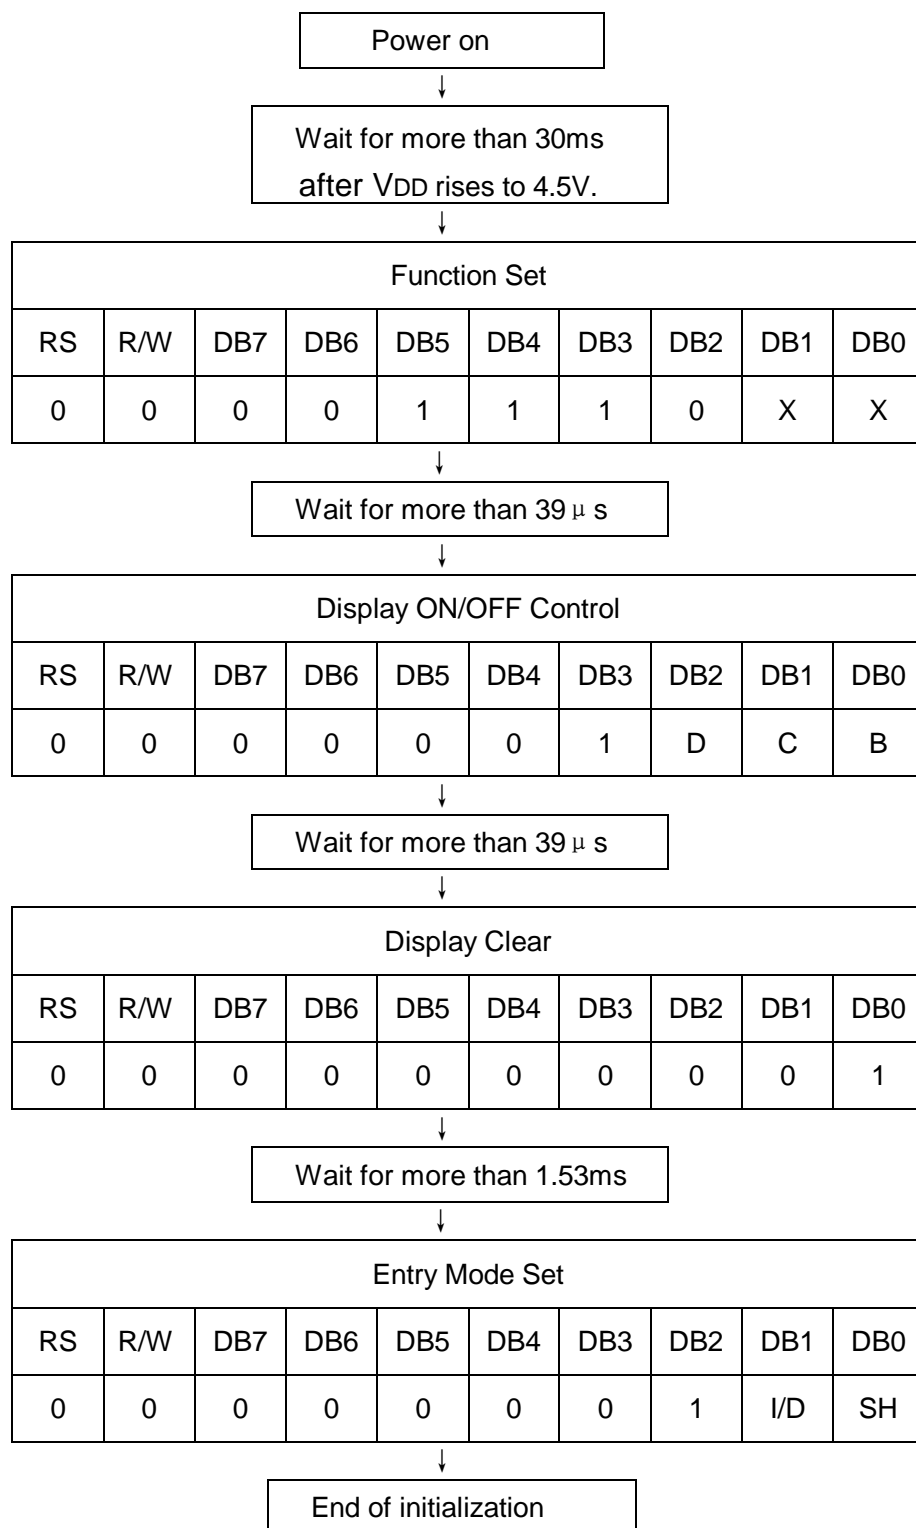 Power on
↓
Wait for more than 30ms
after VDD rises to 4.5V.
↓
Function Set
RS R/W DB7 DB6 DB5 DB4 DB3 DB2 DB1 DB0
0 0 0 0 1 1 1 0 X X
↓
Wait for more than 39μs
↓
Display ON/OFF Control
RS R/W DB7 DB6 DB5 DB4 DB3 DB2 DB1 DB0
0 0 0 0 0 0 1 D C B
↓
Wait for more than 39μs
↓
Display Clear
RS R/W DB7 DB6 DB5 DB4 DB3 DB2 DB1 DB0
0 0 0 0 0 0 0 0 0 1
↓
Wait for more than 1.53ms
↓
Entry Mode Set
RS R/W DB7 DB6 DB5 DB4 DB3 DB2 DB1 DB0
0 0 0 0 0 0 0 1 I/D SH
↓
End of initialization